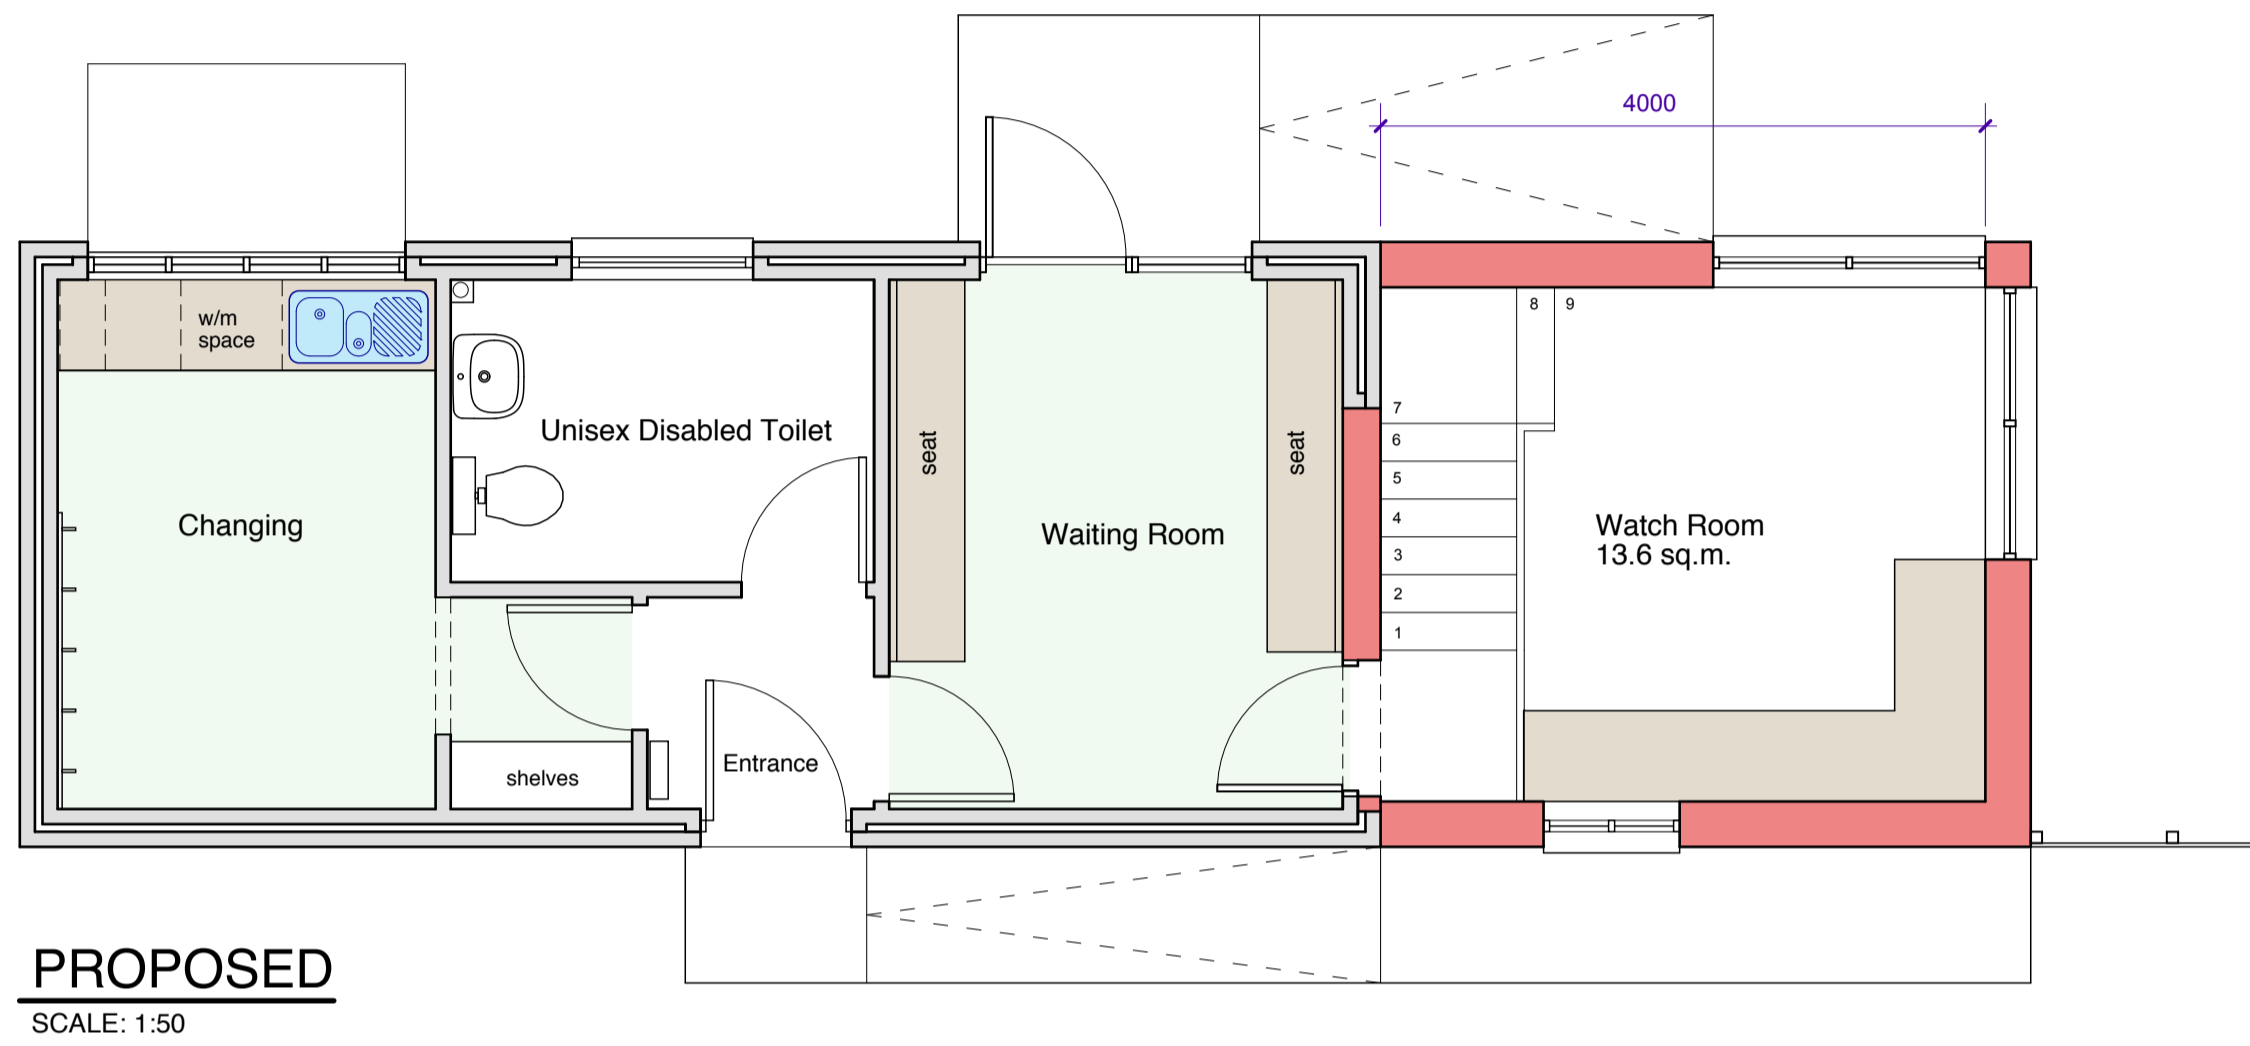 4000
8 9
w/m
space
7
6
5
4
3
2
1
Unisex Disabled Toilet
seat
seat
Changing
Waiting Room
Watch Room
13.6 sq.m.
Entrance
shelves
PROPOSED
SCALE: 1:50